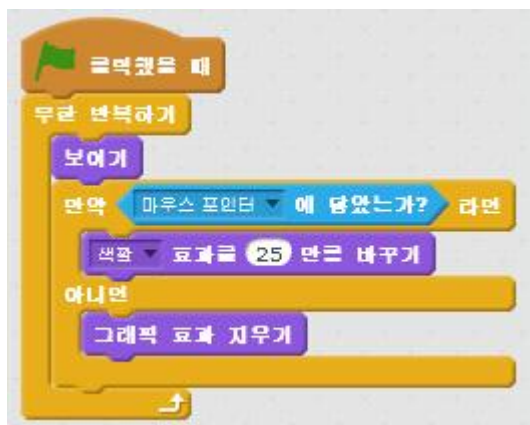 클릭했을 때
무한 반복하기
보이기
만약 마우스 포인터 에 닿았는가? 라면
색깔 효과를 25 만큼 바꾸기
아니면
그래픽 효과 지우기